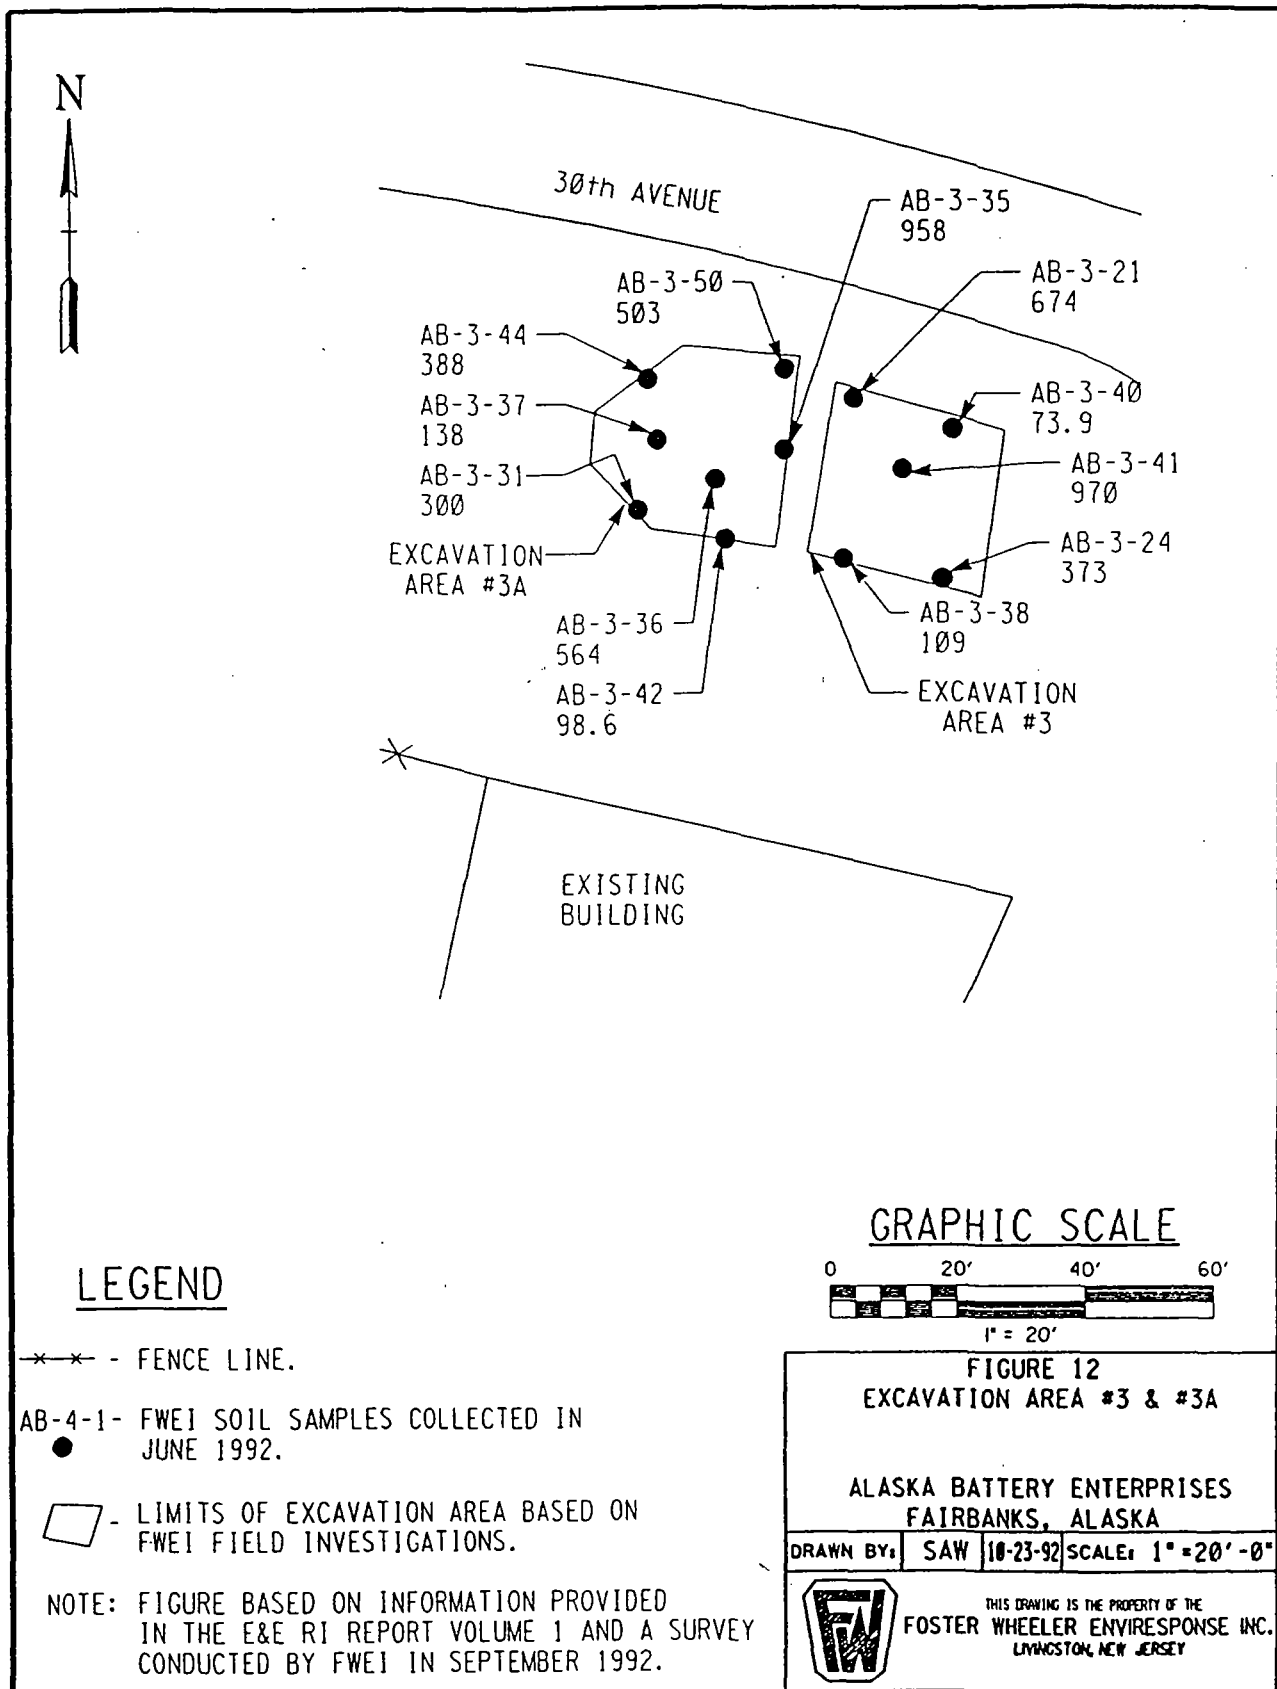 N
30th AVENUE
AB-3-35
958
AB-3-50
503
AB-3-21
674
AB-3-44
388
AB-3-40
73.9
AB-3-37
138
AB-3-41
970
AB-3-31
300
EXCAVATION
AREA #3A
AB-3-24
373
AB-3-38
109
AB-3-36
564
AB-3-42
98.6
EXCAVATION
AREA #3
EXISTING
BUILDING
GRAPHIC SCALE
0 20' 40' 60'
1" = 20'
LEGEND
- FENCE LINE.
AB-4-1- FWEI SOIL SAMPLES COLLECTED IN
JUNE 1992.
- LIMITS OF EXCAVATION AREA BASED ON
FWEI FIELD INVESTIGATIONS.
NOTE: FIGURE BASED ON INFORMATION PROVIDED
IN THE E&E RI REPORT VOLUME 1 AND A SURVEY
CONDUCTED BY FWEI IN SEPTEMBER 1992.
FIGURE 12
EXCAVATION AREA #3 & #3A
ALASKA BATTERY ENTERPRISES
FAIRBANKS, ALASKA
DRAWN BY: SAW 10-23-92 SCALE: 1" =20'-0"
FW
THIS DRAWING IS THE PROPERTY OF THE
FOSTER WHEELER ENVIRESPONSE INC.
LIVINGSTON, NEW JERSEY